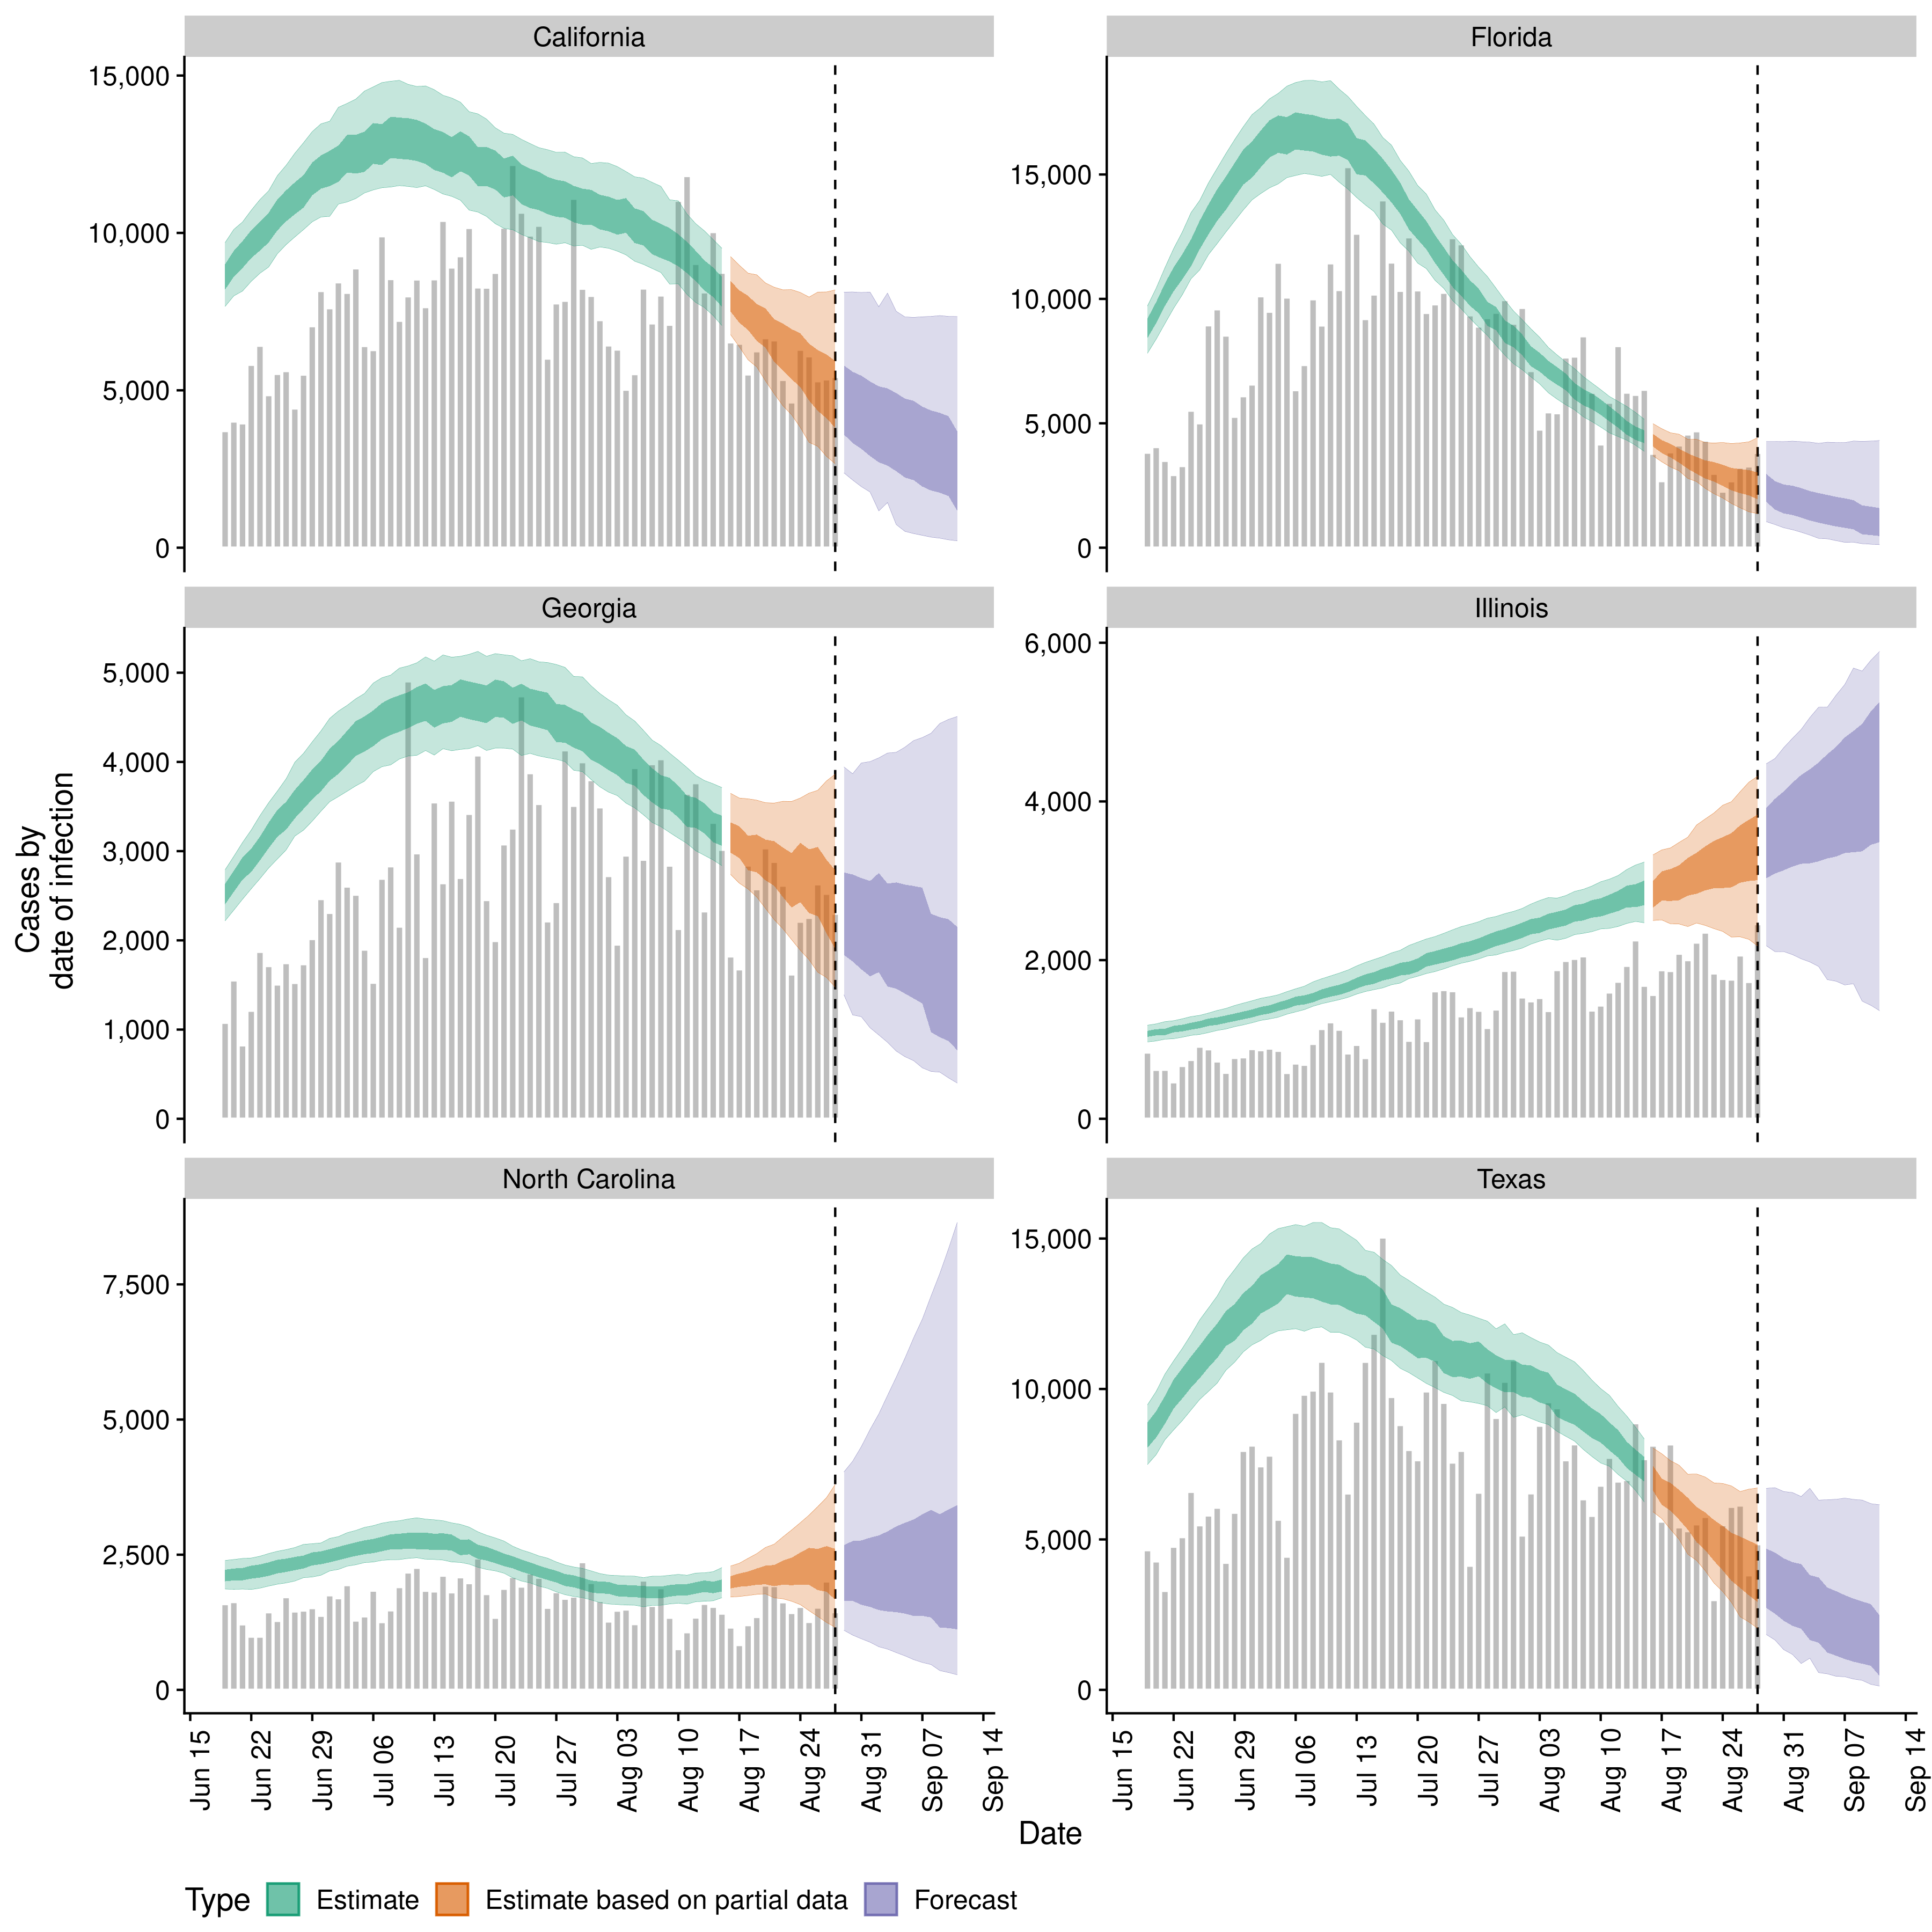 California
Florida
15,000
10,000
5,000
0
15,000
10,000
5,000
0
Georgia
Illinois
5,000
4,000
3,000
2,000
1,000
0
6,000
4,000
2,000
0
Cases by
date of infection
North Carolina
Texas
7,500
5,000
2,500
0
15,000
10,000
5,000
0
Jun 15
Jun 22
Jun 29
Jul 06
Jul 13
Jul 20
Jul 27
Aug 03
Aug 10
Aug 17
Aug 24
Aug 31
Sep 07
Sep 14
Jun 15
Jun 22
Jun 29
Jul 06
Jul 13
Jul 20
Jul 27
Aug 03
Aug 10
Aug 17
Aug 24
Aug 31
Sep 07
Sep 14
Date
Type Estimate Estimate based on partial data Forecast